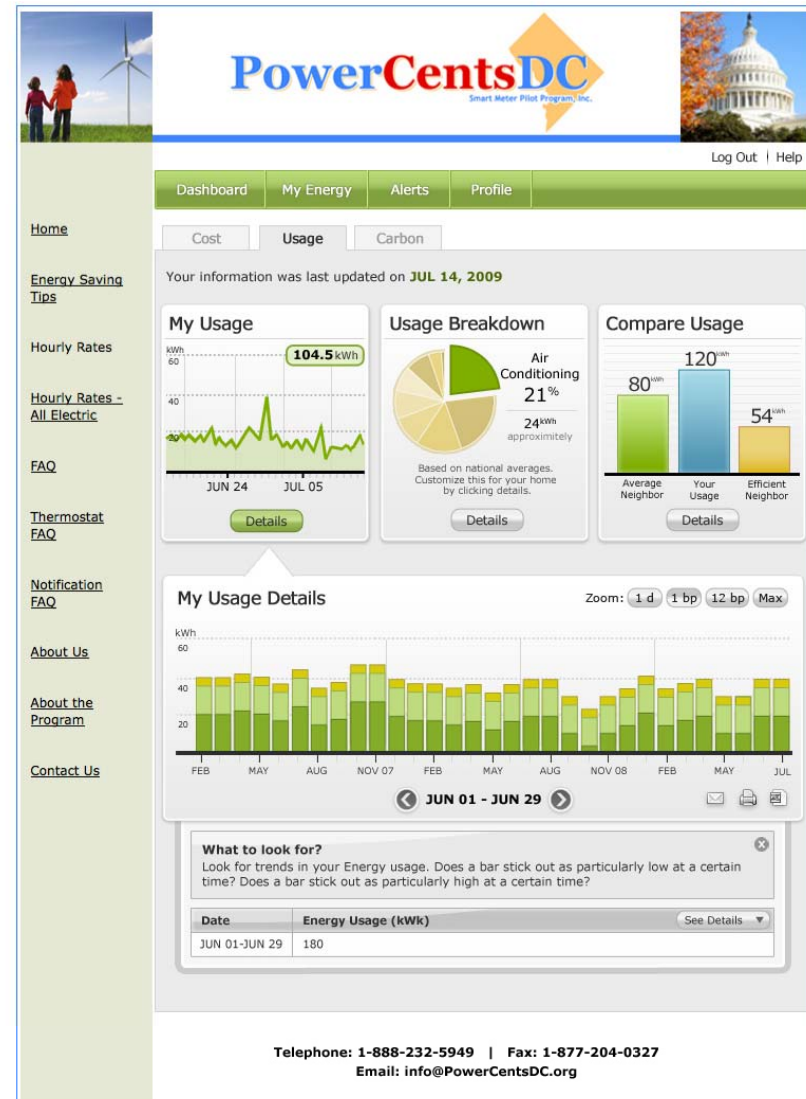 PowerCentsDC
Smart Meter Pilot Program, Inc.
Log Out | Help
Dashboard My Energy Alerts Profile
Home
Energy Saving
Tips
Hourly Rates
Hourly Rates -
All Electric
FAQ
Thermostat
FAQ
Notification
FAQ
About Us
About the
Program
Contact Us
Cost Usage Carbon
Your information was last updated on JUL 14, 2009
My Usage
kWh
60
104.5 kWh
40
20
JUN 24 JUL 05
Details
Usage Breakdown
Air
Conditioning
21%
24kWh
approximately
Based on national averages.
Customize this for your home
by clicking details.
Details
Compare Usage
80kWh
120kWh
54kWh
Average
Neighbor
Your
Usage
Efficient
Neighbor
Details
My Usage Details
Zoom: 1 d 1 bp 12 bp Max
kWh
60
40
20
FEB MAY AUG NOV 07 FEB MAY AUG NOV 08 FEB MAY JUL
JUN 01 - JUN 29
What to look for?
Look for trends in your Energy usage. Does a bar stick out as particularly low at a certain
time? Does a bar stick out as particularly high at a certain time?
Date Energy Usage (kWk) See Details
JUN 01-JUN 29 180
Telephone: 1-888-232-5949 | Fax: 1-877-204-0327
Email: info@PowerCentsDC.org